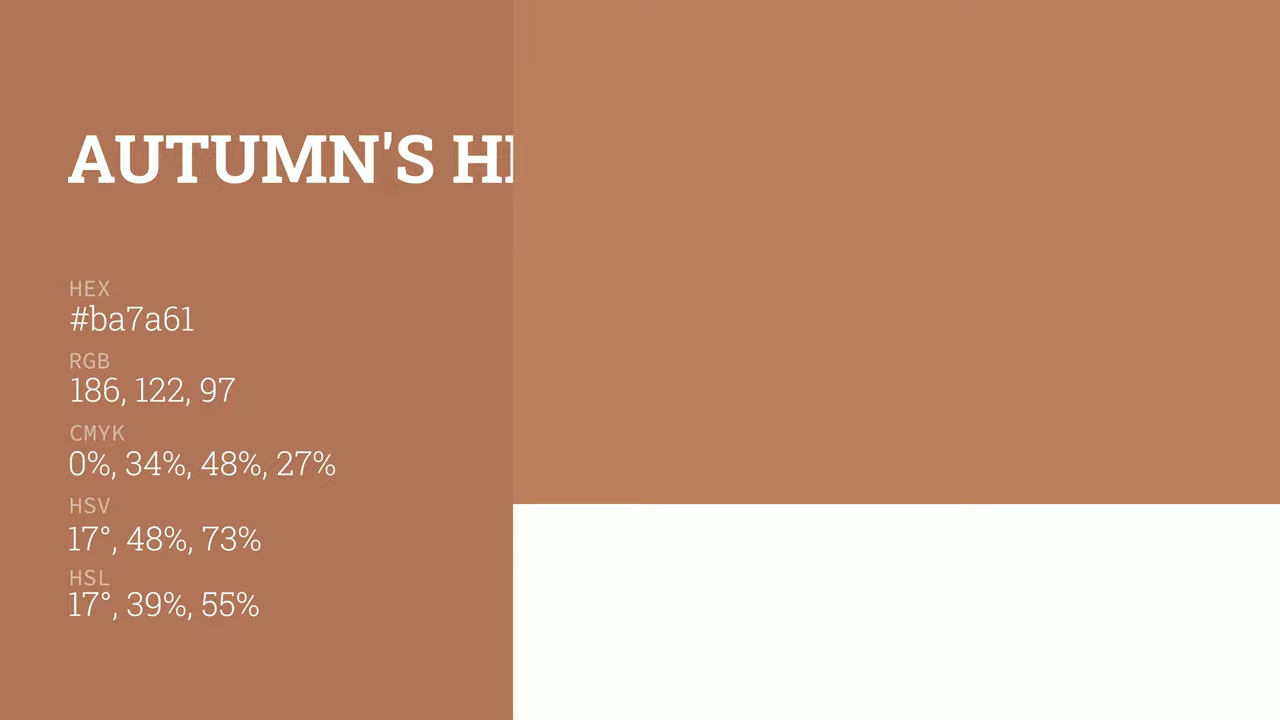 AUTUMN'S H
HEX
#ba7a61
RGB
186, 122, 97
CMYK
0%, 34%, 48%, 27%
HSV
17°, 48%, 73%
HSL
17°, 39%, 55%